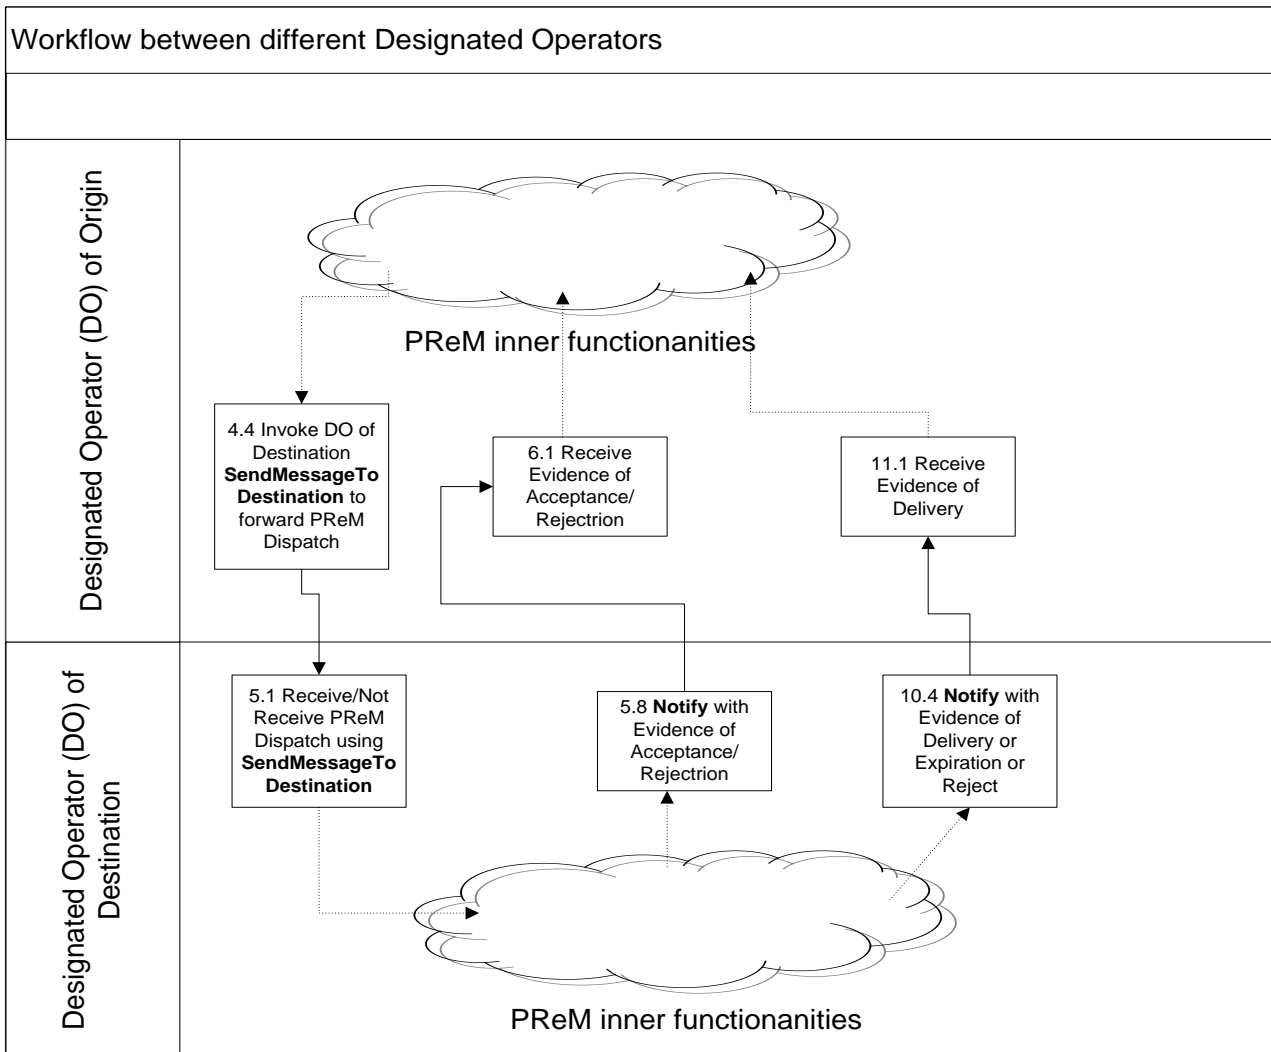 Workflow between different Designated Operators
Designated Operator (DO) of Origin
PReM inner functionanities
4.4 Invoke DO of
Destination
SendMessageTo
Destination to
forward PReM
Dispatch
6.1 Receive
Evidence of
Acceptance/
Rejectrion
11.1 Receive
Evidence of
Delivery
Designated Operator (DO) of
Destination
5.1 Receive/Not
Receive PReM
Dispatch using
SendMessageTo
Destination
5.8 Notify with
Evidence of
Acceptance/
Rejectrion
10.4 Notify with
Evidence of
Delivery or
Expiration or
Reject
PReM inner functionanities